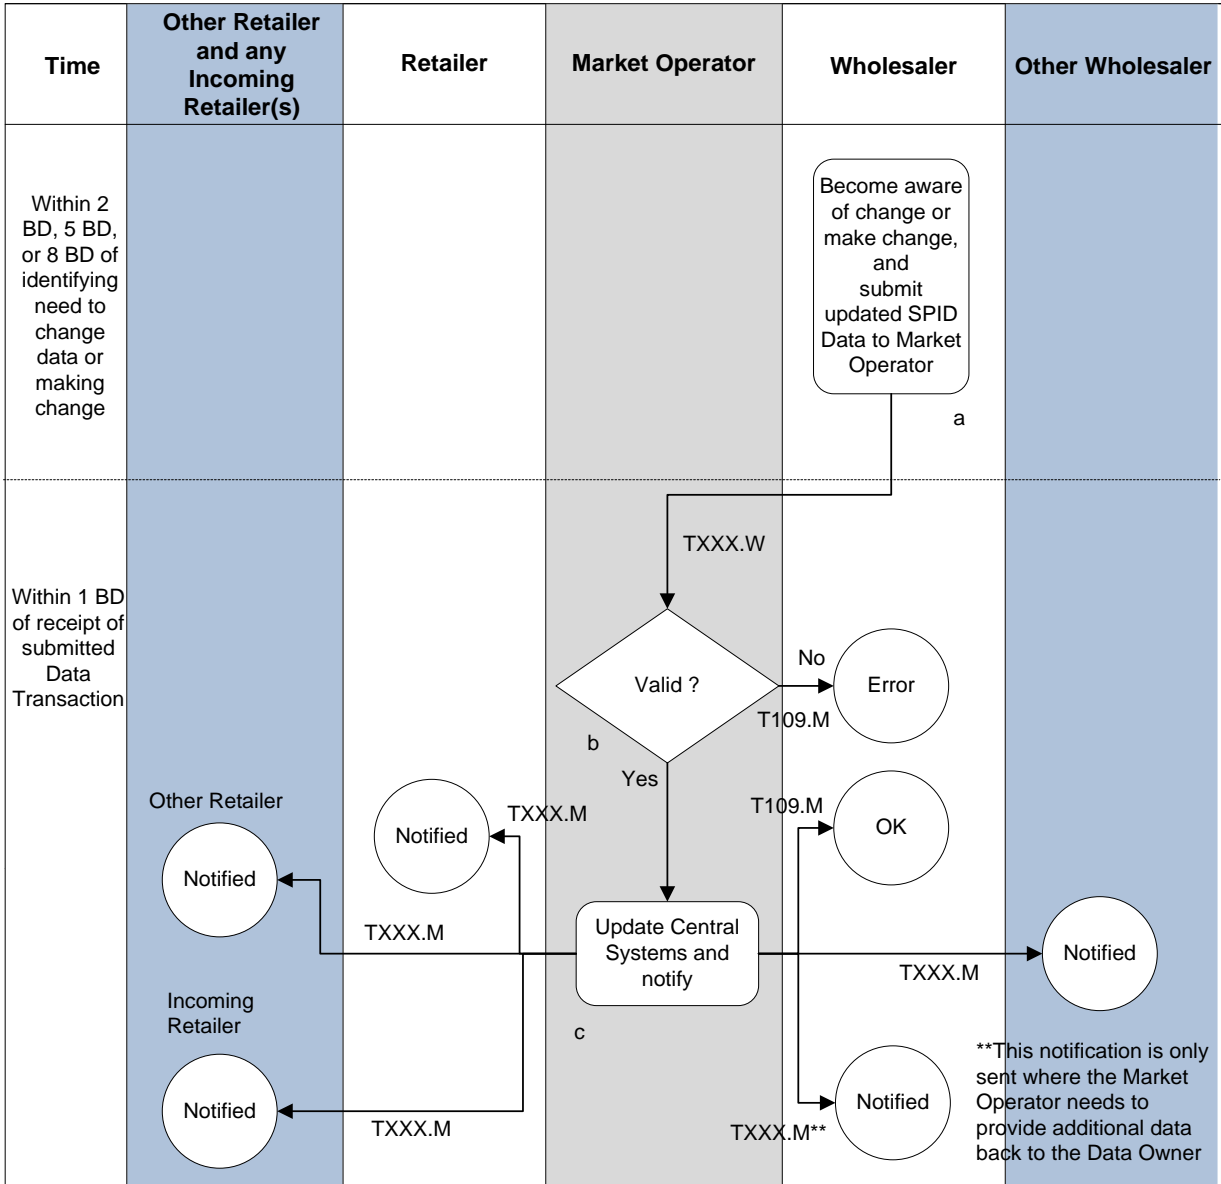 Time
Other Retailer
and any
Incoming
Retailer(s)
Retailer
Market Operator
Wholesaler
Other Wholesaler
Within 2
BD, 5 BD,
or 8 BD of
identifying
need to
change
data or
making
change
Become aware
of change or
make change,
and
submit
updated SPID
Data to Market
Operator
a
TXXX.W
Within 1 BD
of receipt of
submitted
Data
Transaction
Valid ?
b
No
T109.M
Error
Yes
Other Retailer
Notified
TXXX.M
Notified
TXXX.M
T109.M
OK
Update Central
Systems and
notify
c
TXXX.M
Notified
Incoming
Retailer
Notified
TXXX.M
TXXX.M**
Notified
**This notification is only
sent where the Market
Operator needs to
provide additional data
back to the Data Owner